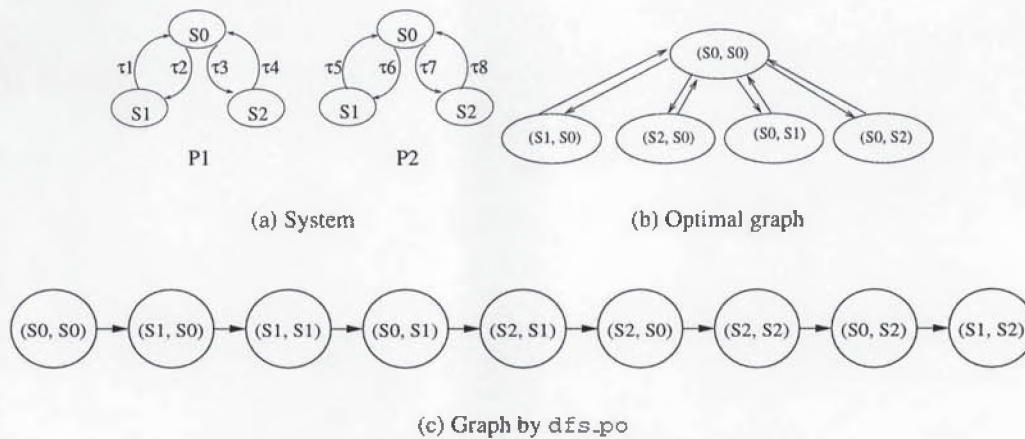 S0 S0
τ1 τ2 τ3 τ4 τ5 τ6 τ7 τ8
S1 S2 S1 S2
P1 P2
(a) System
(S0, S0)
(S1, S0) (S2, S0) (S0, S1) (S0, S2)
(b) Optimal graph
(S0, S0) (S1, S0) (S1, S1) (S0, S1) (S2, S1) (S2, S0) (S2, S2) (S0, S2) (S1, S2)
(c) Graph by dfs_po